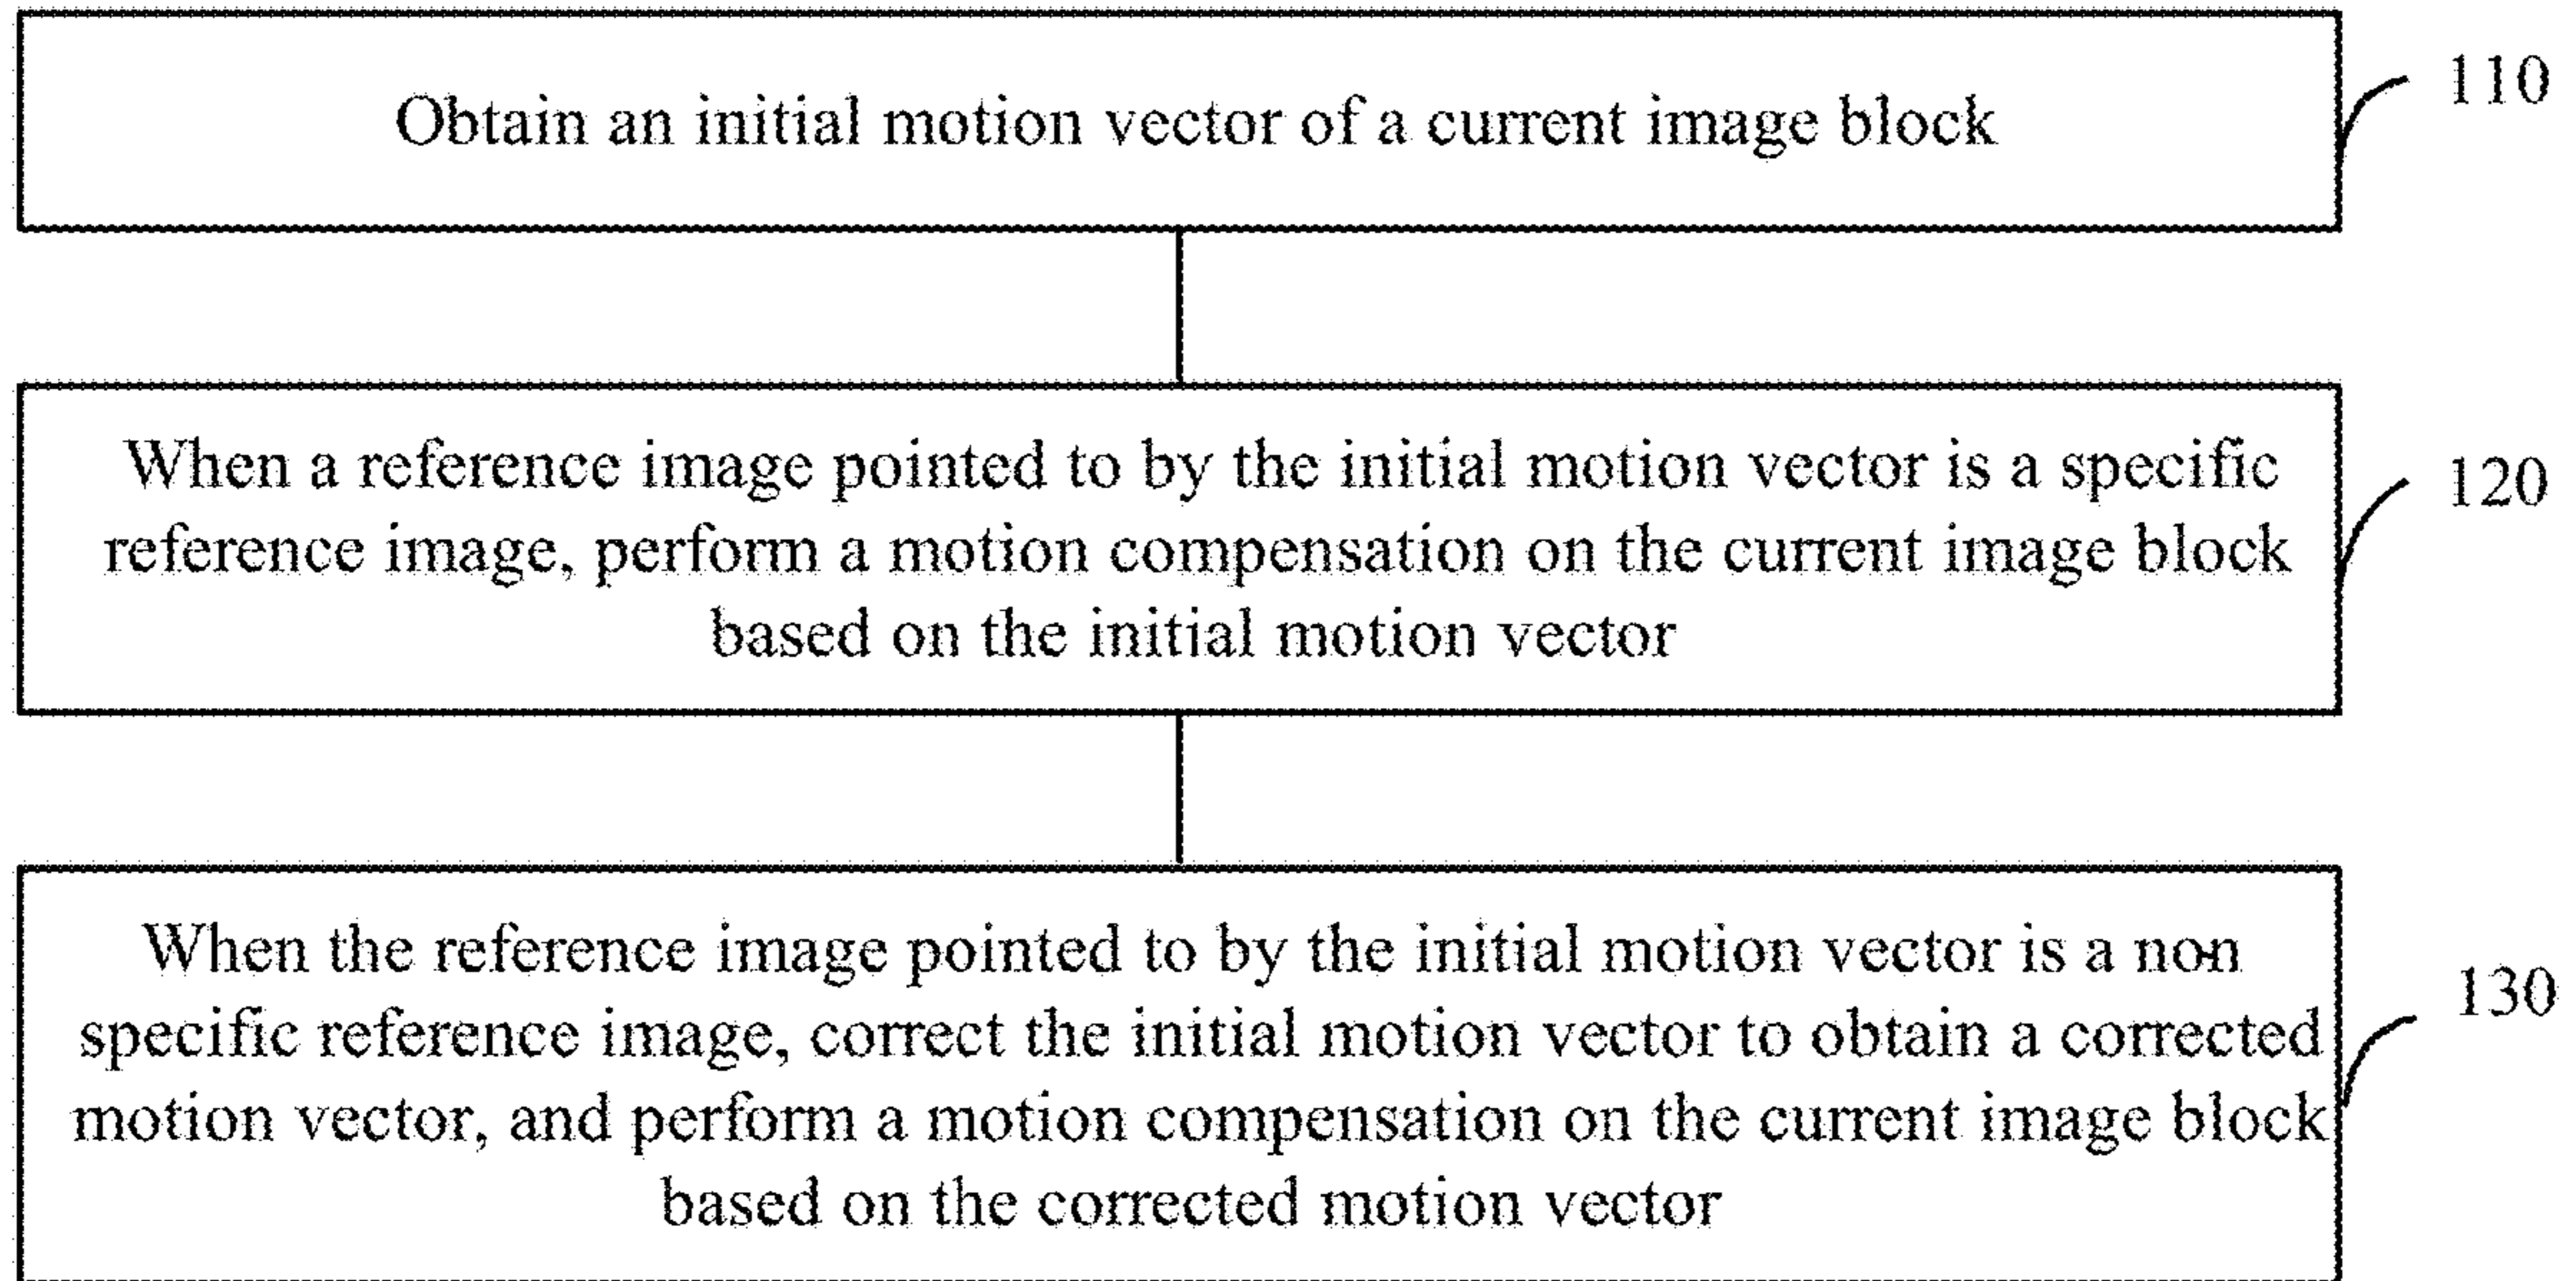 Obtain an initial motion vector of a current image block
110
When a reference image pointed to by the initial motion vector is a specific
reference image, perform a motion compensation on the current image block
based on the initial motion vector
120
When the reference image pointed to by the initial motion vector is a non
specific reference image, correct the initial motion vector to obtain a corrected
motion vector, and perform a motion compensation on the current image block
based on the corrected motion vector
130